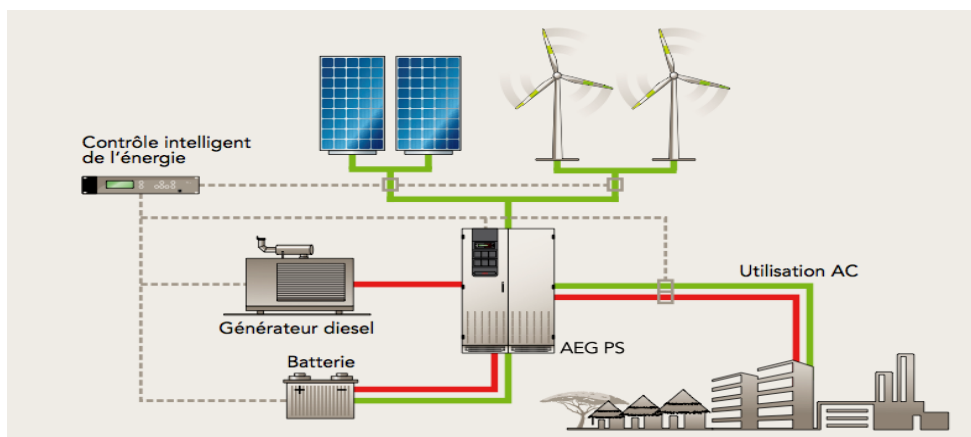 Contrôle intelligent
de l'énergie
Utilisation AC
Générateur diesel
AEG PS
Batterie
+ −